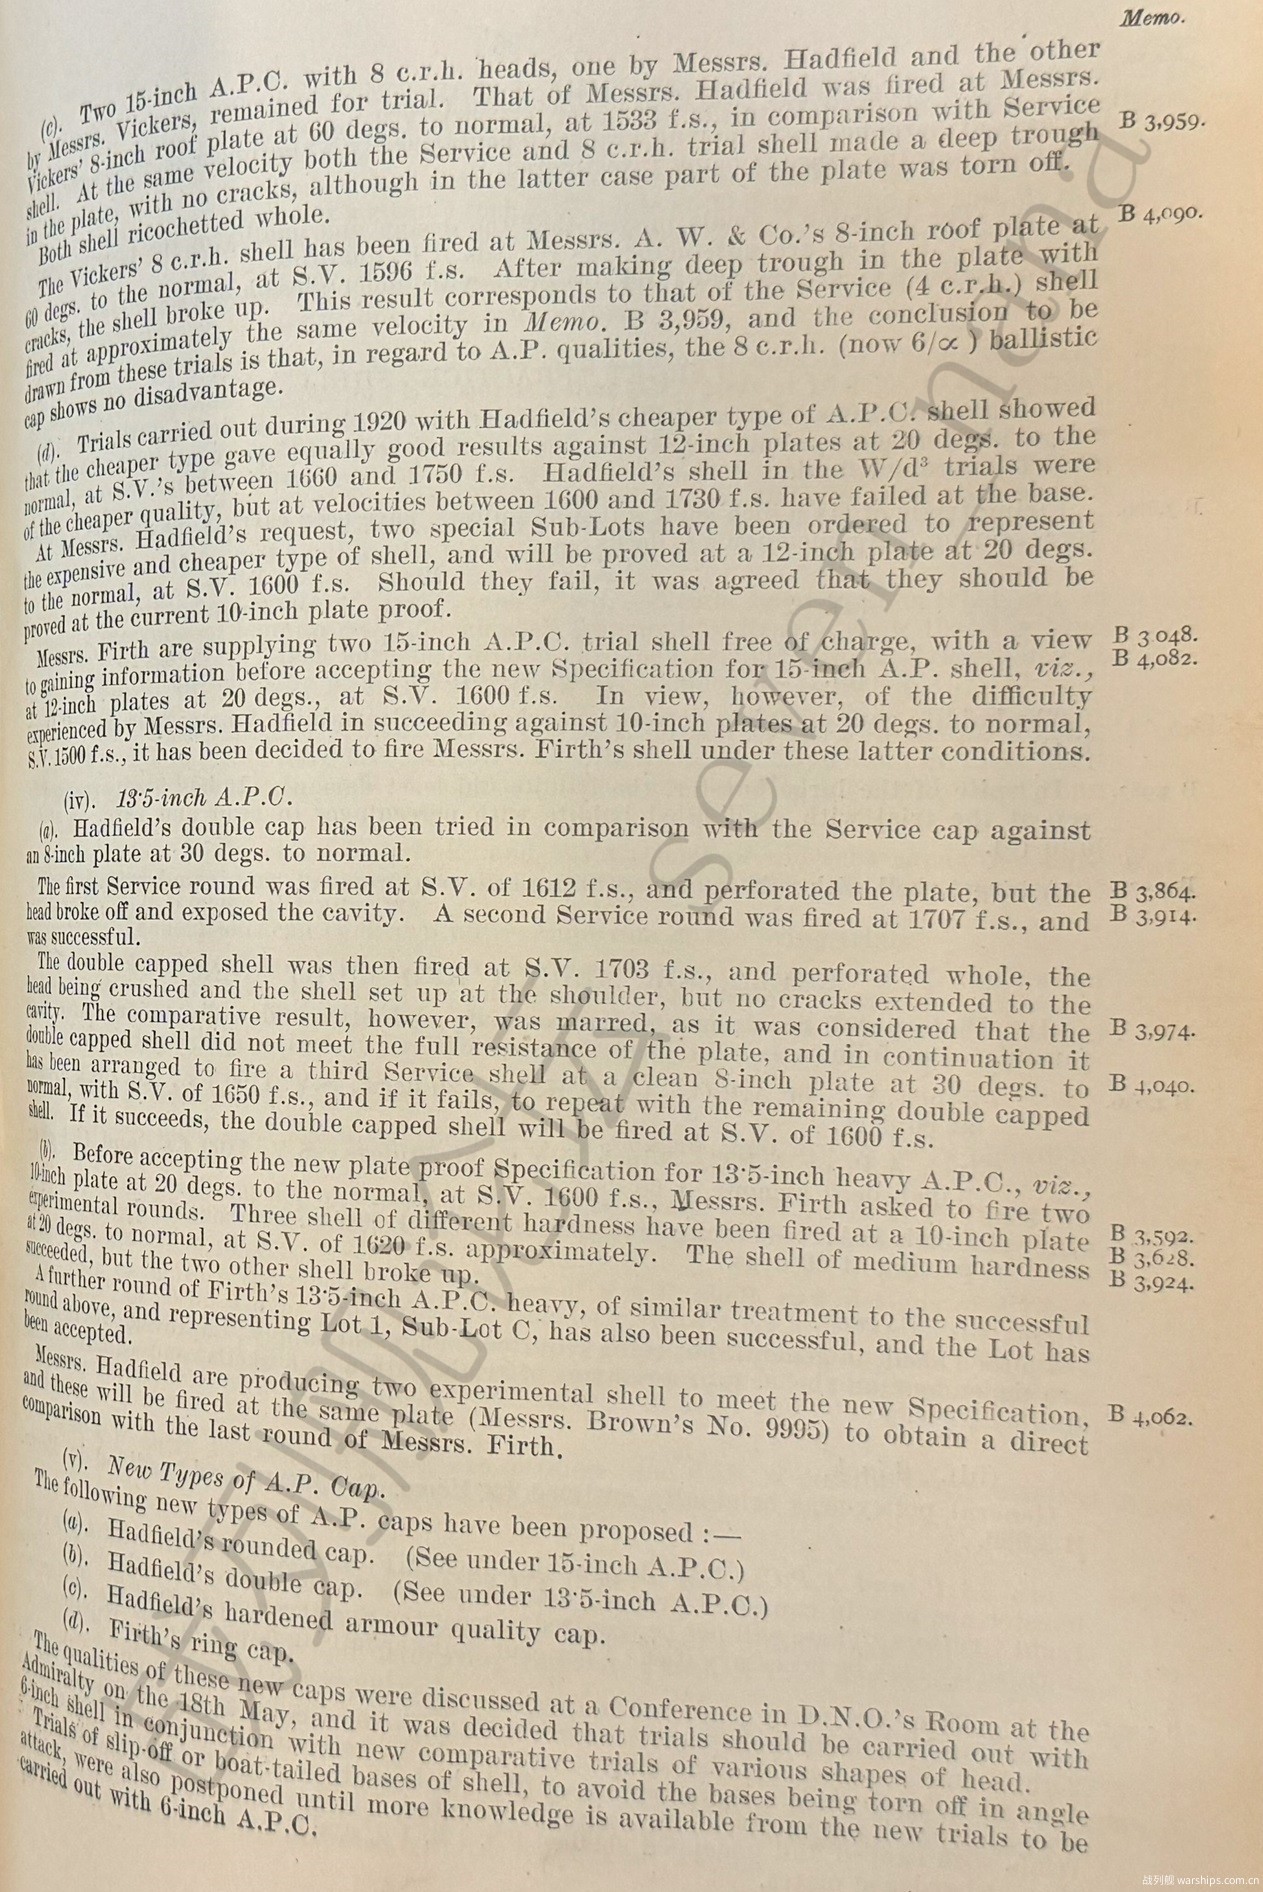 Memo.
(c). Two 15-inch A.P.C. with 8 c.r.h. heads, one by Messrs. Hadfield and the other
by Messrs. Vickers, remained for trial. That of Messrs. Hadfield was fired at Messrs.
Vickers' 8-inch roof plate at 60 degs. to normal, at 1533 f.s., in comparison with Service
shell. At the same velocity both the Service and 8 c.r.h. trial shell made a deep trough
in the plate, with no cracks, although in the latter case part of the plate was torn off.
Both shell ricochetted whole.
B 3,959.
The Vickers' 8 c.r.h. shell has been fired at Messrs. A. W. & Co.'s 8-inch roof plate at
60 degs. to the normal, at S.V. 1596 f.s. After making deep trough in the plate with
cracks, the shell broke up. This result corresponds to that of the Service (4 c.r.h.) shell
fired at approximately the same velocity in Memo. B 3,959, and the conclusion to be
drawn from these trials is that, in regard to A.P. qualities, the 8 c.r.h. (now 6/∝ ) ballistic
cap shows no disadvantage.
B 4,090.
(d). Trials carried out during 1920 with Hadfield's cheaper type of A.P.C. shell showed
that the cheaper type gave equally good results against 12-inch plates at 20 degs. to the
normal, at S.V.'s between 1660 and 1750 f.s. Hadfield's shell in the W/d³ trials were
of the cheaper quality, but at velocities between 1600 and 1730 f.s. have failed at the base.
At Messrs. Hadfield's request, two special Sub-Lots have been ordered to represent
the expensive and cheaper type of shell, and will be proved at a 12-inch plate at 20 degs.
to the normal, at S.V. 1600 f.s. Should they fail, it was agreed that they should be
proved at the current 10-inch plate proof.
Messrs. Firth are supplying two 15-inch A.P.C. trial shell free of charge, with a view
to gaining information before accepting the new Specification for 15-inch A.P. shell, viz.,
at 12-inch plates at 20 degs., at S.V. 1600 f.s. In view, however, of the difficulty
experienced by Messrs. Hadfield in succeeding against 10-inch plates at 20 degs. to normal,
S.V. 1500 f.s., it has been decided to fire Messrs. Firth's shell under these latter conditions.
B 3 048.
B 4,082.
(iv). 13·5-inch A.P.C.
(a). Hadfield's double cap has been tried in comparison with the Service cap against
an 8-inch plate at 30 degs. to normal.
The first Service round was fired at S.V. of 1612 f.s., and perforated the plate, but the
head broke off and exposed the cavity. A second Service round was fired at 1707 f.s., and
was successful.
B 3,864.
B 3,914.
The double capped shell was then fired at S.V. 1703 f.s., and perforated whole, the
head being crushed and the shell set up at the shoulder, but no cracks extended to the
cavity. The comparative result, however, was marred, as it was considered that the
double capped shell did not meet the full resistance of the plate, and in continuation it
has been arranged to fire a third Service shell at a clean 8-inch plate at 30 degs. to
normal, with S.V. of 1650 f.s., and if it fails, to repeat with the remaining double capped
shell. If it succeeds, the double capped shell will be fired at S.V. of 1600 f.s.
B 3,974.
B 4,040.
(b). Before accepting the new plate proof Specification for 13·5-inch heavy A.P.C., viz.,
10-inch plate at 20 degs. to the normal, at S.V. 1600 f.s., Messrs. Firth asked to fire two
experimental rounds. Three shell of different hardness have been fired at a 10-inch plate
at 20 degs. to normal, at S.V. of 1620 f.s. approximately. The shell of medium hardness
succeeded, but the two other shell broke up.
B 3,592.
B 3,628.
B 3,924.
A further round of Firth's 13·5-inch A.P.C. heavy, of similar treatment to the successful
round above, and representing Lot 1, Sub-Lot C, has also been successful, and the Lot has
been accepted.
Messrs. Hadfield are producing two experimental shell to meet the new Specification,
and these will be fired at the same plate (Messrs. Brown's No. 9995) to obtain a direct
comparison with the last round of Messrs. Firth.
B 4,062.
(v). New Types of A.P. Cap.
The following new types of A.P. caps have been proposed :—
(a). Hadfield's rounded cap. (See under 15-inch A.P.C.)
(b). Hadfield's double cap. (See under 13·5-inch A.P.C.)
(c). Hadfield's hardened armour quality cap.
(d). Firth's ring cap.
The qualities of these new caps were discussed at a Conference in D.N.O.'s Room at the
Admiralty on the 18th May, and it was decided that trials should be carried out with
6-inch shell in conjunction with new comparative trials of various shapes of head.
Trials of slip-off or boat-tailed bases of shell, to avoid the bases being torn off in angle
attack, were also postponed until more knowledge is available from the new trials to be
carried out with 6-inch A.P.C.
战列舰 warships.com.cn